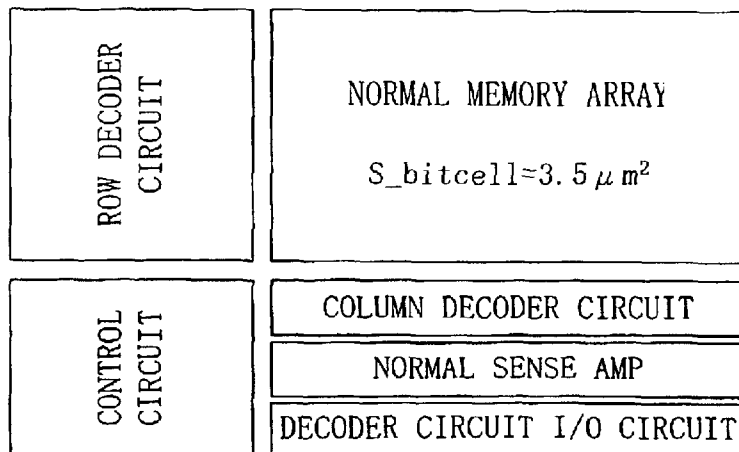 ROW DECODER
CIRCUIT
NORMAL MEMORY ARRAY
S_bitcell=3.5μm²
CONTROL
CIRCUIT
COLUMN DECODER CIRCUIT
NORMAL SENSE AMP
DECODER CIRCUIT I/O CIRCUIT